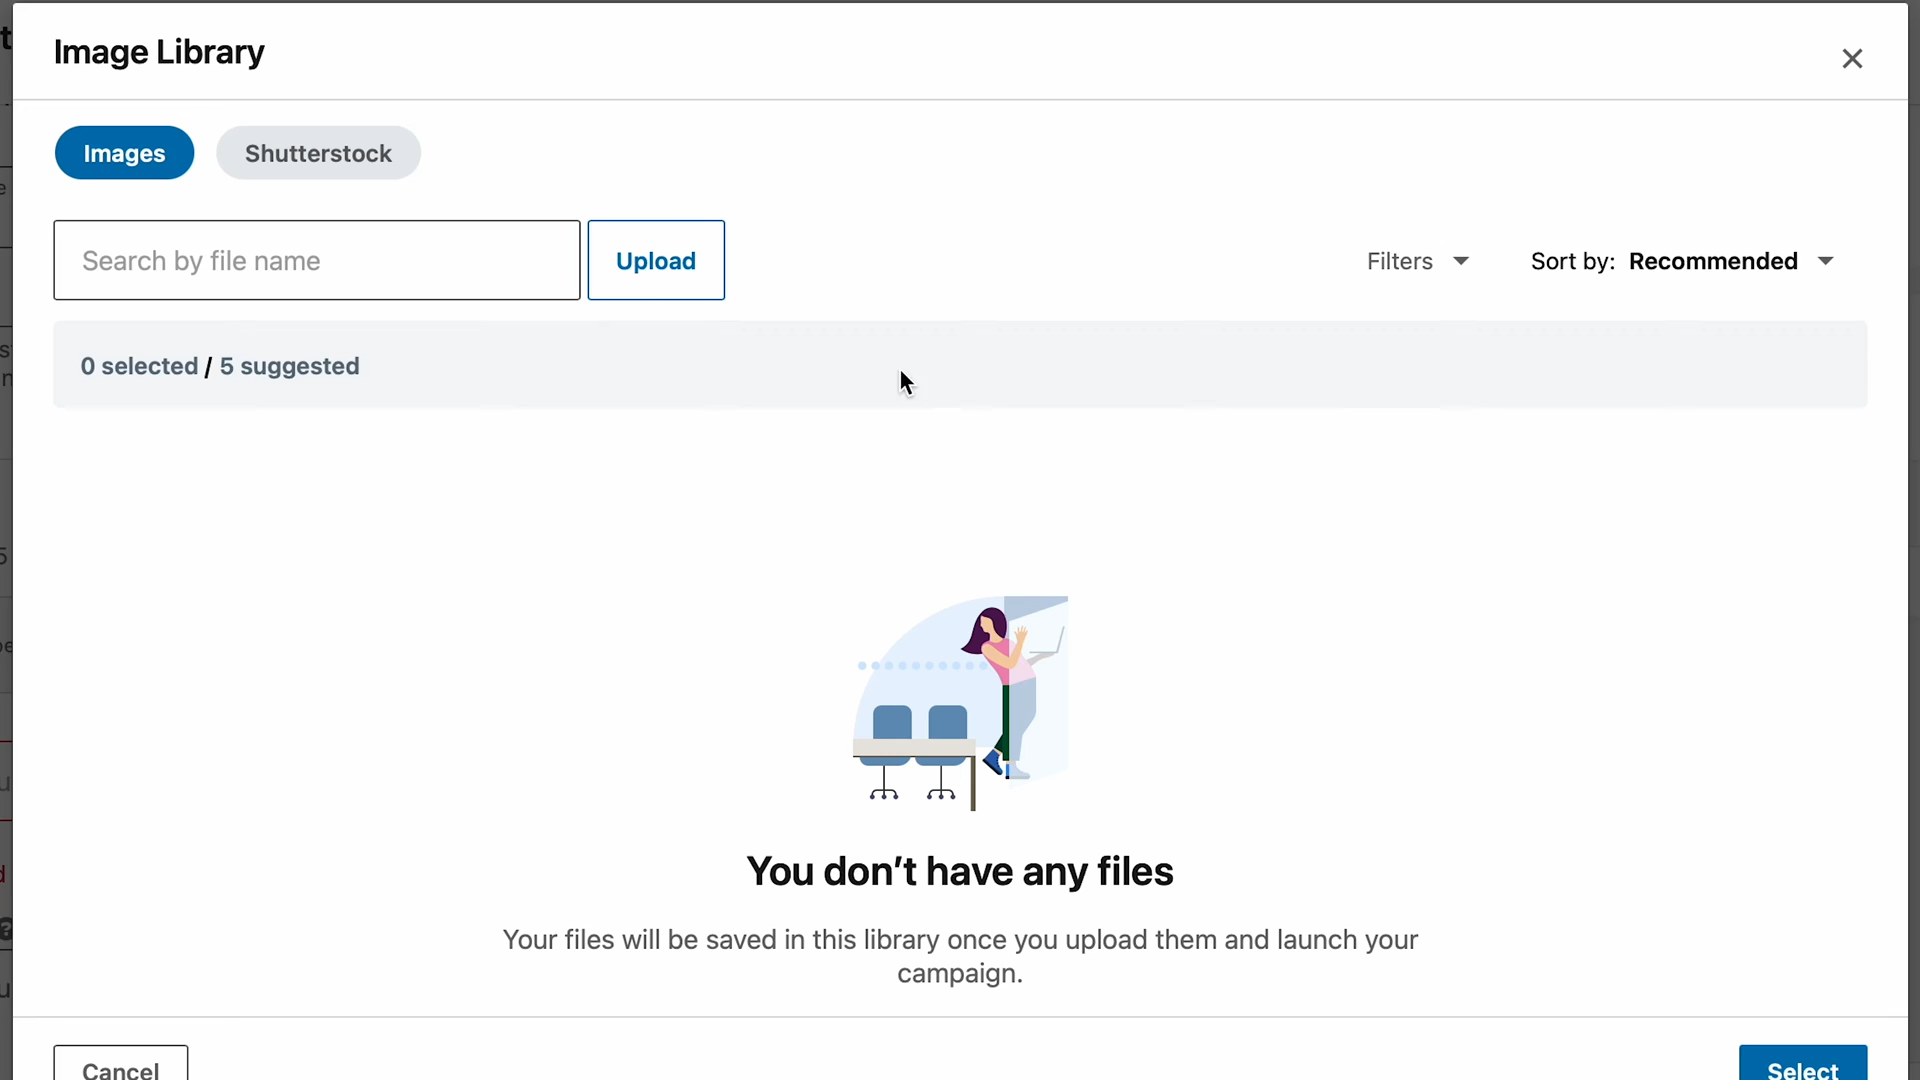 Image Library
Images
Shutterstock
Search by file name
Upload
Filters
Sort by: Recommended
0 selected / 5 suggested
You don't have any files
Your files will be saved in this library once you upload them and launch your
campaign.
Cancel
Select